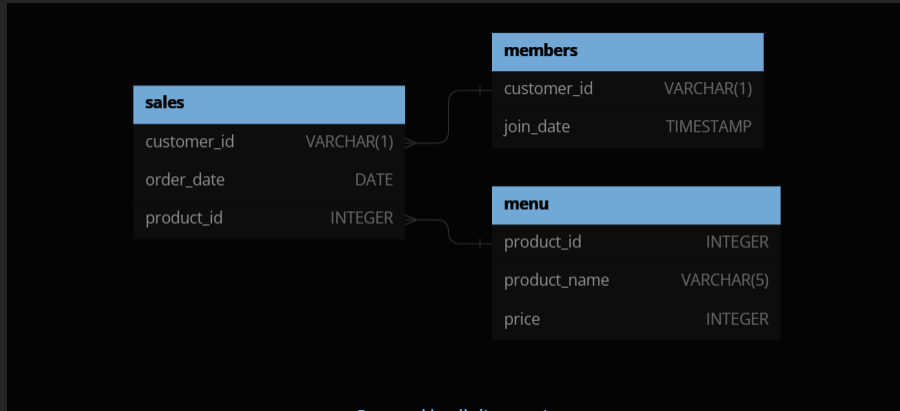 sales
customer_id VARCHAR(1)
order_date DATE
product_id INTEGER
members
customer_id VARCHAR(1)
join_date TIMESTAMP
menu
product_id INTEGER
product_name VARCHAR(5)
price INTEGER